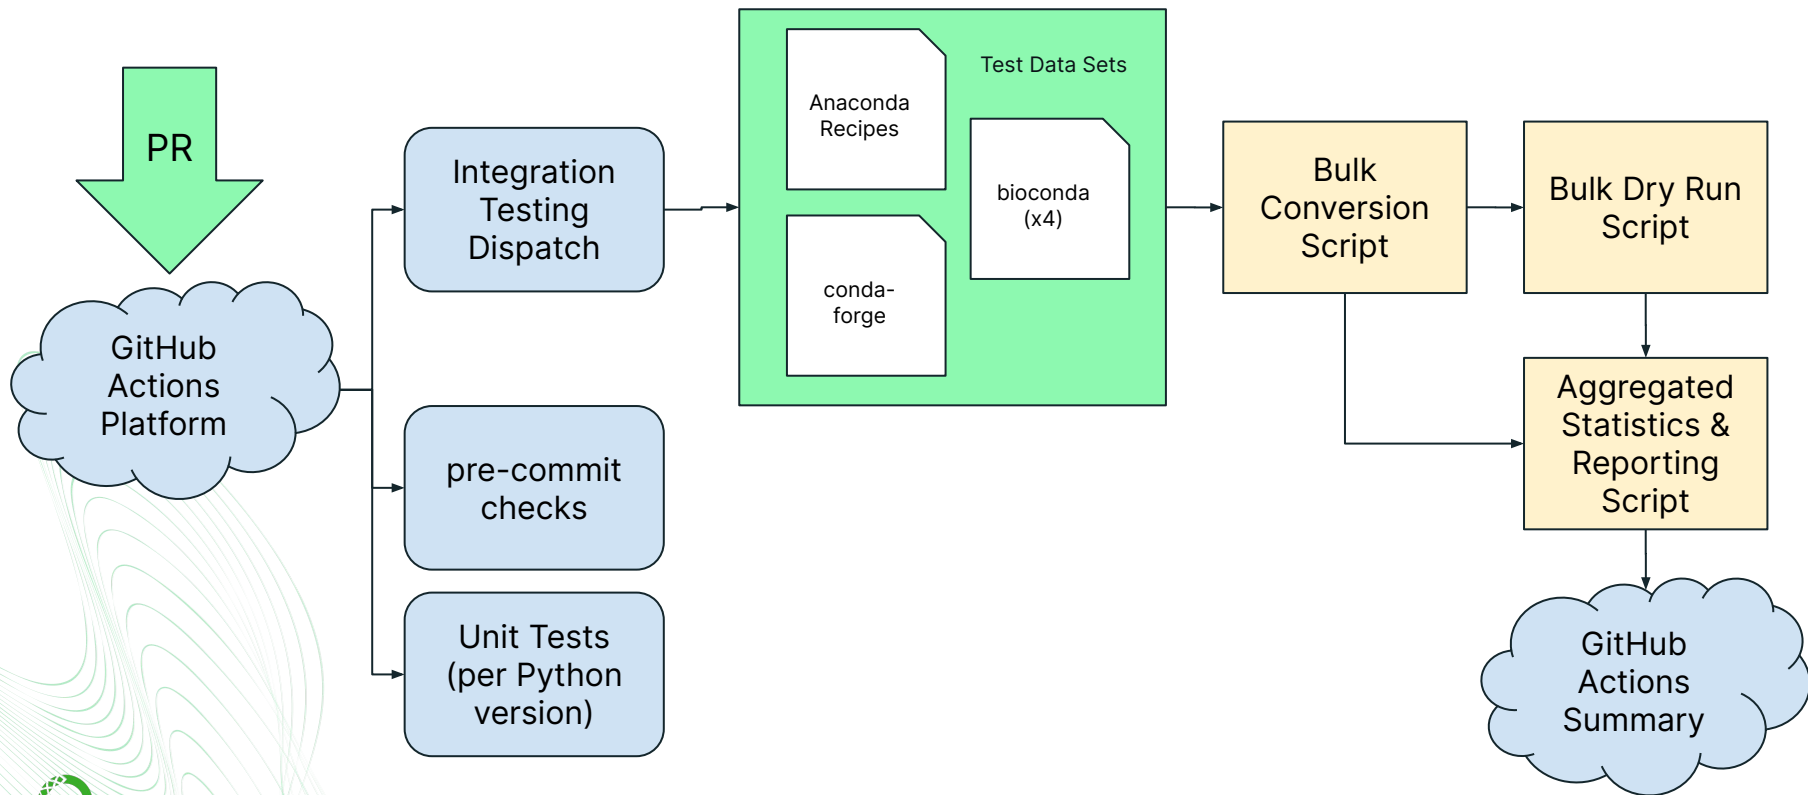 PR
GitHub
Actions
Platform
Integration
Testing
Dispatch
pre-commit
checks
Unit Tests
(per Python
version)
Test Data Sets
Anaconda
Recipes
bioconda
(x4)
conda-
forge
Bulk
Conversion
Script
Bulk Dry Run
Script
Aggregated
Statistics &
Reporting
Script
GitHub
Actions
Summary